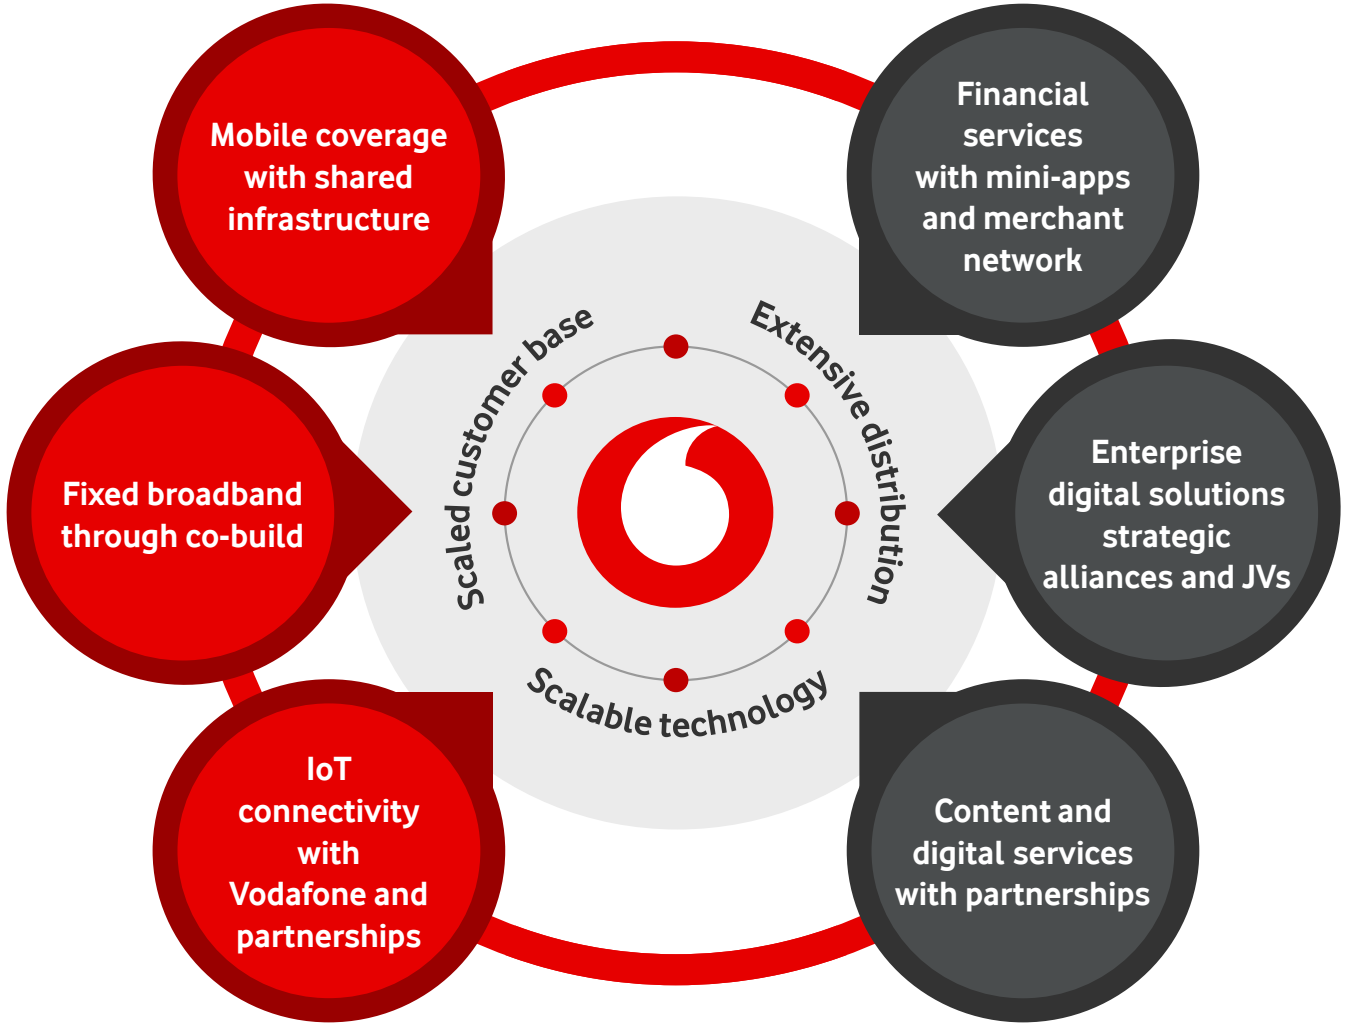 Mobile coverage
with shared
infrastructure
Financial
services
with mini-apps
and merchant
network
Scaled customer base
Extensive distribution
Scalable technology
Fixed broadband
through co-build
Enterprise
digital solutions
strategic
alliances and JVs
IoT
connectivity
with
Vodafone and
partnerships
Content and
digital services
with partnerships